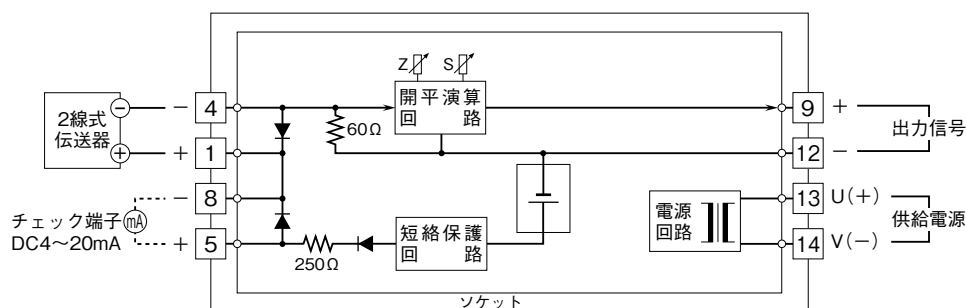 Z S
2線式
伝送器
− +
− 4
+ 1
− 8
+ 5
チェック端子
DC4〜20mA
mA
開平演算
回 路
60Ω
250Ω
短絡保護
回 路
電源
回路
9 +
12 −
13 U(+)
14 V(−)
出力信号
供給電源
ソケット